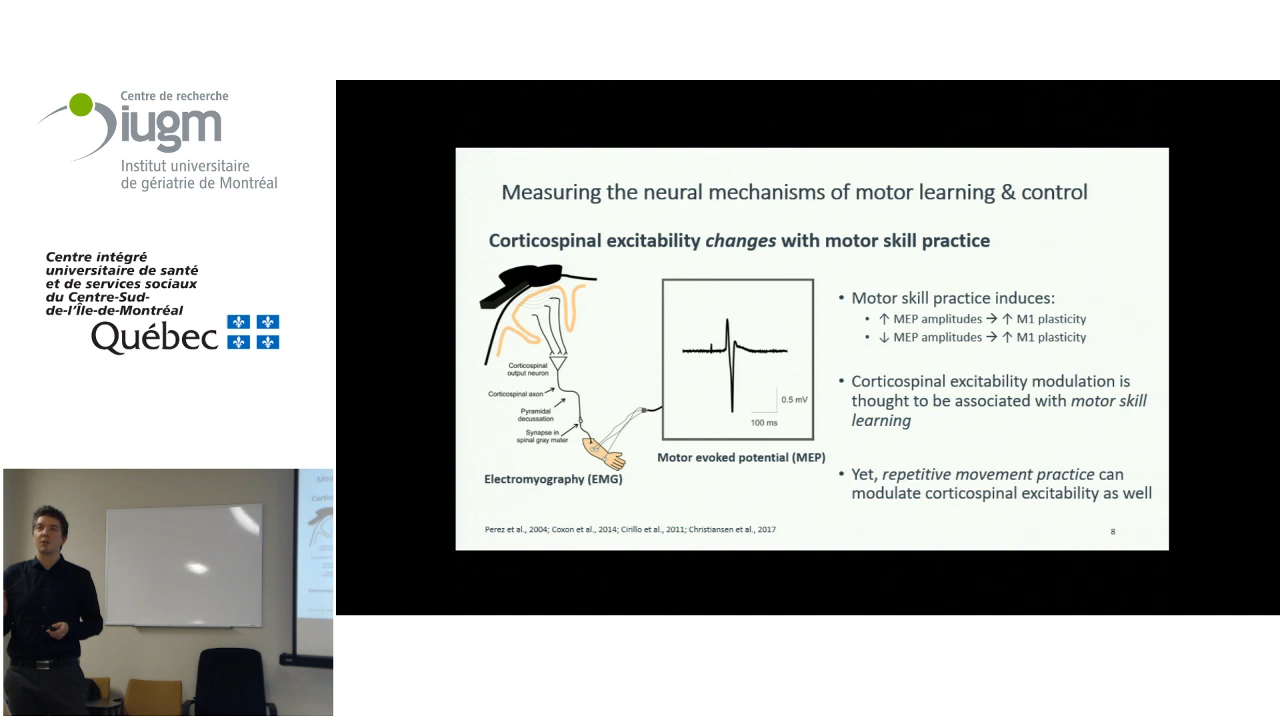 Centre de recherche
iugm
Institut universitaire
de gériatrie de Montréal
Centre intégré
universitaire de santé
et de services sociaux
du Centre-Sud-
de-l'Île-de-Montréal
Québec
Measuring the neural mechanisms of motor learning & control
Corticospinal excitability changes with motor skill practice
Corticospinal
output neuron
Corticospinal axon
Pyramidal
decussation
Synapse in
spinal gray mater
Electromyography (EMG)
0.5 mV
100 ms
Motor evoked potential (MEP)
• Motor skill practice induces:
• ↑ MEP amplitudes → ↑ M1 plasticity
• ↓ MEP amplitudes → ↑ M1 plasticity
• Corticospinal excitability modulation is
thought to be associated with motor skill
learning
• Yet, repetitive movement practice can
modulate corticospinal excitability as well
Perez et al., 2004; Coxon et al., 2014; Cirillo et al., 2011; Christiansen et al., 2017
8